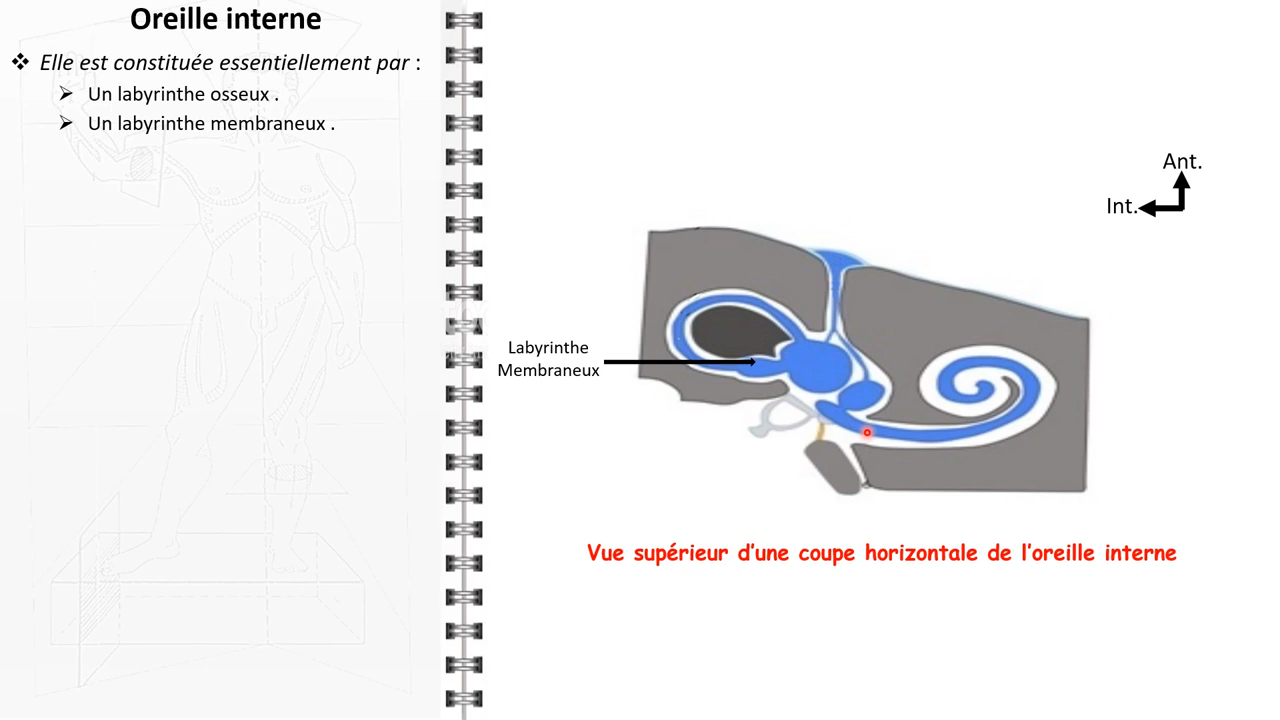 Oreille interne
❖ Elle est constituée essentiellement par :
➢ Un labyrinthe osseux .
➢ Un labyrinthe membraneux .
Ant.
Int.
Labyrinthe
Membraneux
Vue supérieur d'une coupe horizontale de l'oreille interne